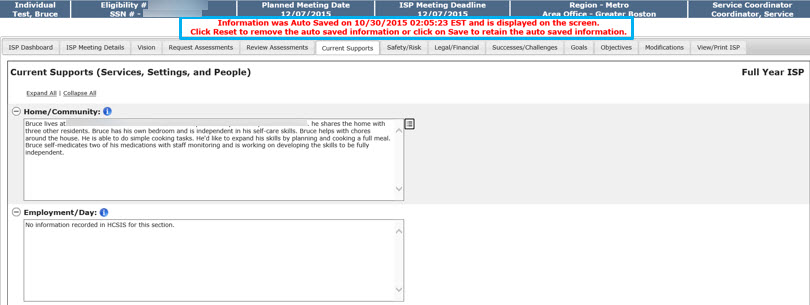 Individual Eligibility # Planned Meeting Date ISP Meeting Deadline Region - Metro Service Coordinator
Test, Bruce SSN # - 12/07/2015 12/07/2015 Area Office - Greater Boston Coordinator, Service
Information was Auto Saved on 10/30/2015 02:05:23 EST and is displayed on the screen.
Click Reset to remove the auto saved information or click on Save to retain the auto saved information.
ISP Dashboard ISP Meeting Details Vision Request Assessments Review Assessments Current Supports Safety/Risk Legal/Financial Successes/Challenges Goals Objectives Modifications View/Print ISP
Current Supports (Services, Settings, and People) Full Year ISP
Expand All | Collapse All
Home/Community:
Bruce lives at , he shares the home with
three other residents. Bruce has his own bedroom and is independent in his self-care skills. Bruce helps with chores
around the house. He is able to do simple cooking tasks. He'd like to expand his skills by planning and cooking a full meal.
Bruce self-medicates two of his medications with staff monitoring and is working on developing the skills to be fully
independent.
Employment/Day:
No information recorded in HCSIS for this section.